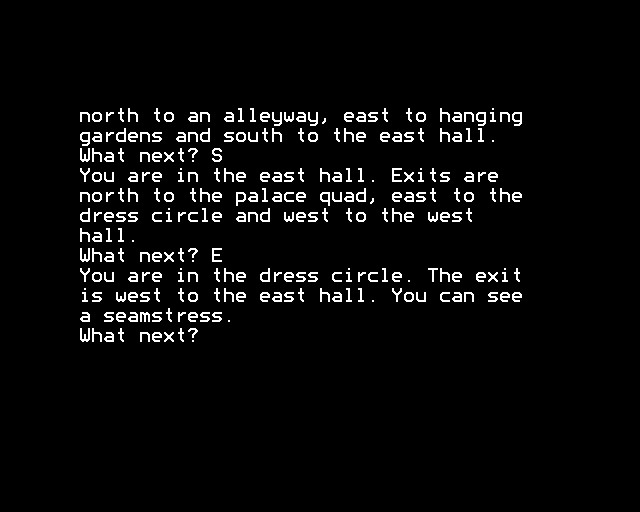 north to an alleyway, east to hanging
gardens and south to the east hall.
What next? S
You are in the east hall. Exits are
north to the palace quad, east to the
dress circle and west to the west
hall.
What next? E
You are in the dress circle. The exit
is west to the east hall. You can see
a seamstress.
What next?